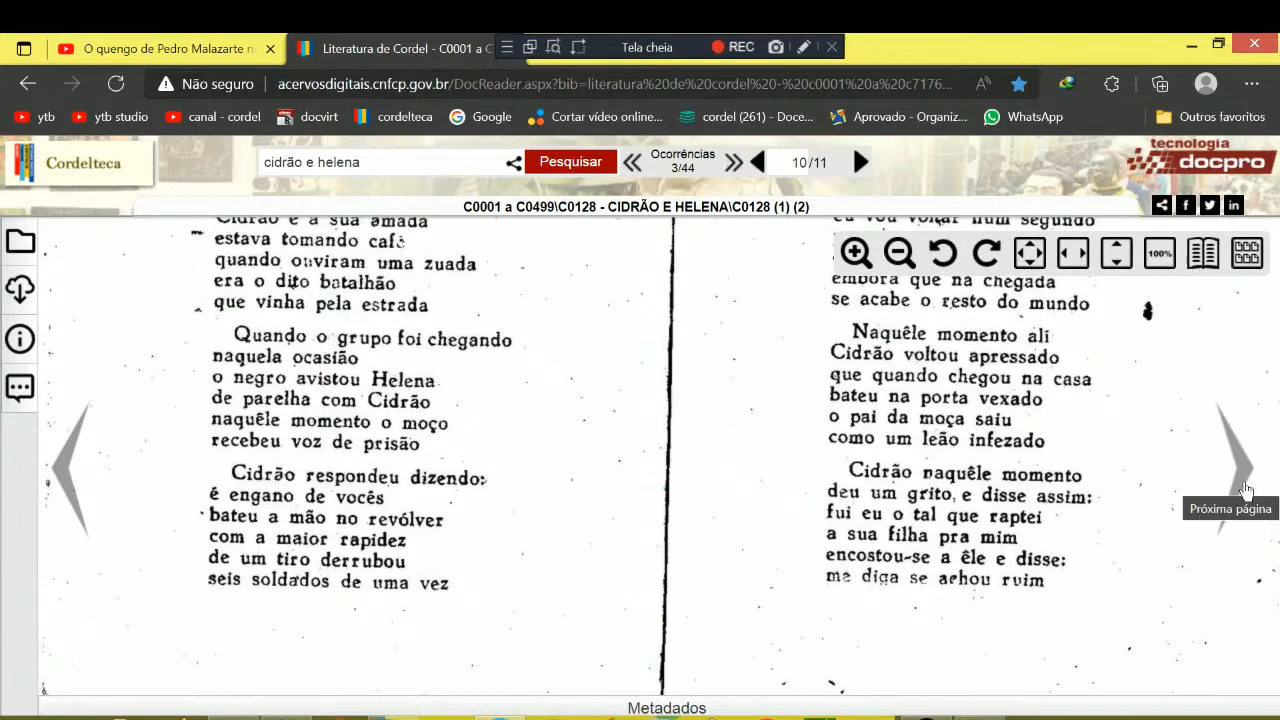 O quengo de Pedro Malazarte n
Literatura de Cordel - C0001 a C
Tela cheia
REC
Não seguro
acervosdigitais.cnfcp.gov.br/DocReader.aspx?bib=literatura%20de%20cordel%20-%20c0001%20a%20c7176...
ytb
ytb studio
canal - cordel
docvirt
cordelteca
Google
Cortar vídeo online...
cordel (261) - Doce...
Aprovado - Organiz...
WhatsApp
Outros favoritos
Cordelteca
cidrão e helena
Pesquisar
Ocorrências
3/44
10/11
tecnologia
docpro
C0001 a C0499\C0128 - CIDRÃO E HELENA\C0128 (1) (2)
100%
Cidrão e a sua amada
estava tomando café
quando ouviram uma zuada
era o dito batalhão
que vinha pela estrada
Quando o grupo foi chegando
naquela ocasião
o negro avistou Helena
de parelha com Cidrão
naquêle momento o moço
recebeu voz de prisão
Cidrão respondeu dizendo:
é engano de vocês
bateu a mão no revólver
com a maior rapidez
de um tiro derrubou
seis soldados de uma vez
eu vou voltar num segundo
embora que na chegada
se acabe o resto do mundo
Naquêle momento ali
Cidrão voltou apressado
que quando chegou na casa
bateu na porta vexado
o pai da moça saiu
como um leão infezado
Cidrão naquêle momento
deu um grito, e disse assim:
fui eu o tal que raptei
a sua filha pra mim
encostou-se a êle e disse:
me diga se achou ruim
Próxima página
Metadados